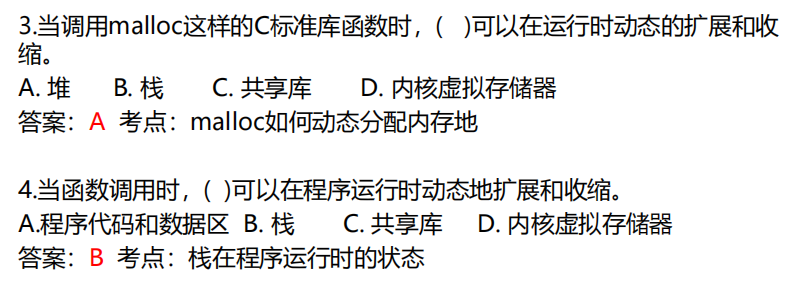 3.当调用malloc这样的C标准库函数时，(   )可以在运行时动态的扩展和收
缩。
A. 堆      B. 栈      C. 共享库      D. 内核虚拟存储器
答案：A  考点：malloc如何动态分配内存地
4.当函数调用时，(  )可以在程序运行时动态地扩展和收缩。
A.程序代码和数据区  B. 栈      C. 共享库    D. 内核虚拟存储器
答案：B  考点：栈在程序运行时的状态